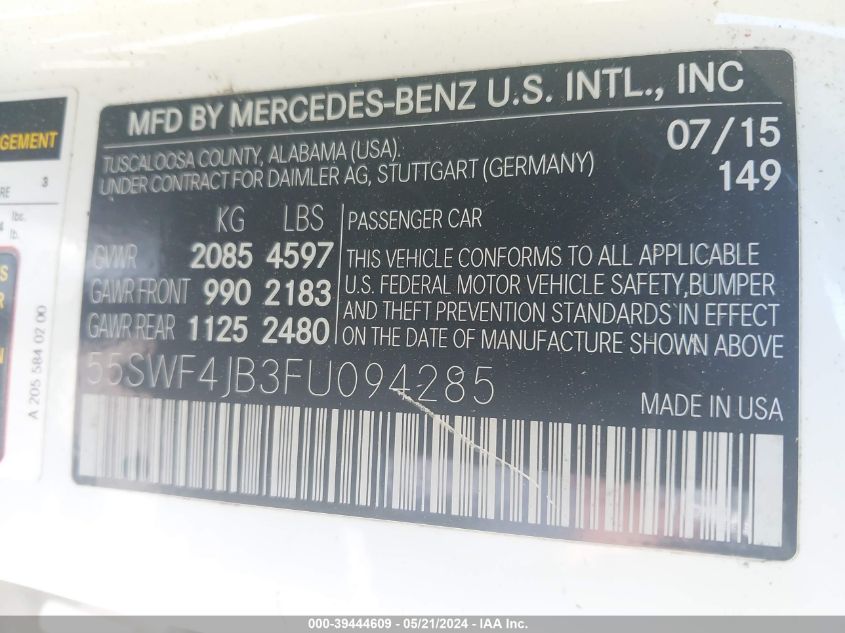 MFD BY MERCEDES-BENZ U.S. INTL., INC
TUSCALOOSA COUNTY, ALABAMA (USA).
UNDER CONTRACT FOR DAIMLER AG, STUTTGART (GERMANY)
07/15
149
KG LBS
GVWR 2085 4597
GAWR FRONT 990 2183
GAWR REAR 1125 2480
PASSENGER CAR
THIS VEHICLE CONFORMS TO ALL APPLICABLE
U.S. FEDERAL MOTOR VEHICLE SAFETY,BUMPER
AND THEFT PREVENTION STANDARDS IN EFFECT
ON THE DATE OF MANUFACTURE SHOWN ABOVE
55SWF4JB3FU094285
MADE IN USA
GEMENT
RE 3
lbs.
lb.
A 205 584 02 00
000-39444609 - 05/21/2024 - IAAI.COM